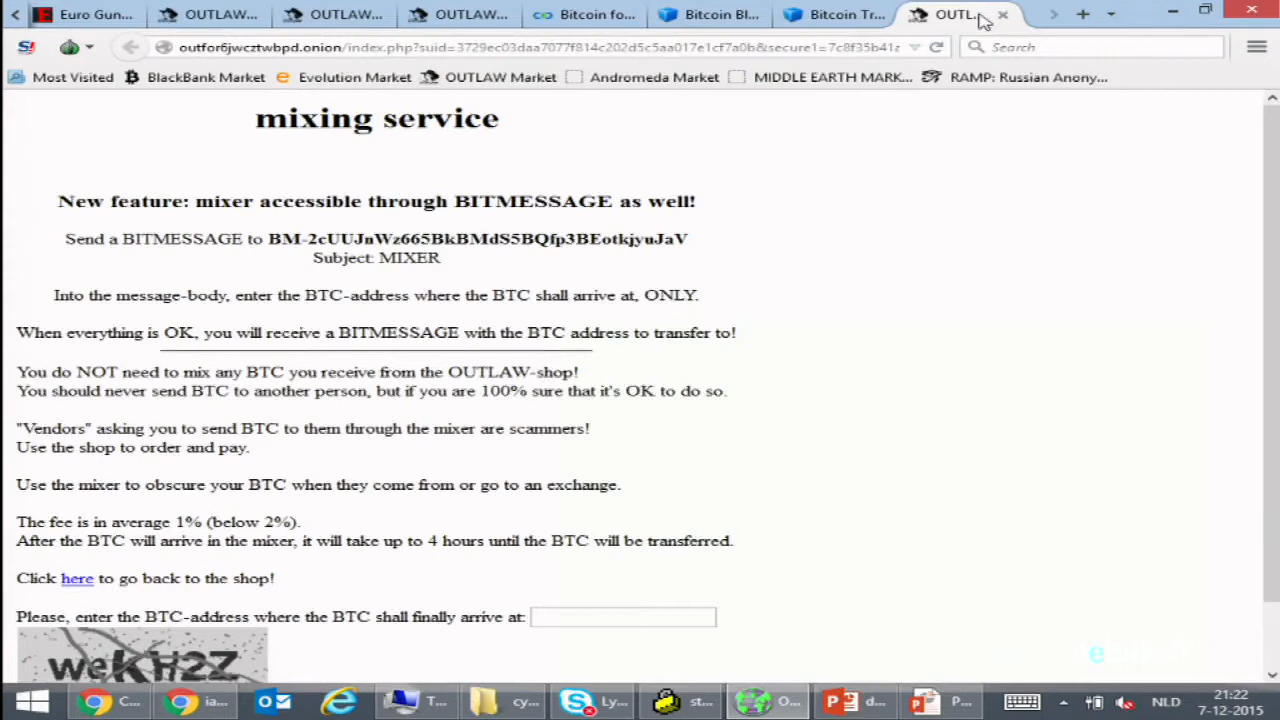 Euro Gun...
OUTLAW...
OUTLAW...
OUTLAW...
Bitcoin fo...
Bitcoin Bl...
Bitcoin Tr...
OUTL...
outfor6jwcztwbpd.onion/index.php?suid=3729ec03daa7077f814c202d5c5aa017e1cf7a0b&secure1=7c8f35b41a
Search
Most Visited
BlackBank Market
Evolution Market
OUTLAW Market
Andromeda Market
MIDDLE EARTH MARK...
RAMP: Russian Anony...
mixing service
New feature: mixer accessible through BITMESSAGE as well!
Send a BITMESSAGE to BM-2cUUJnWz665BkBMdS5BQfp3BEotkjyuJaV
Subject: MIXER
Into the message-body, enter the BTC-address where the BTC shall arrive at, ONLY.
When everything is OK, you will receive a BITMESSAGE with the BTC address to transfer to!
You do NOT need to mix any BTC you receive from the OUTLAW-shop!
You should never send BTC to another person, but if you are 100% sure that it's OK to do so.
"Vendors" asking you to send BTC to them through the mixer are scammers!
Use the shop to order and pay.
Use the mixer to obscure your BTC when they come from or go to an exchange.
The fee is in average 1% (below 2%).
After the BTC will arrive in the mixer, it will take up to 4 hours until the BTC will be transferred.
Click here to go back to the shop!
Please, enter the BTC-address where the BTC shall finally arrive at:
weKH2Z
C...
ia...
T...
cy...
Ly...
st...
O...
d...
P...
NLD
21:22
7-12-2015